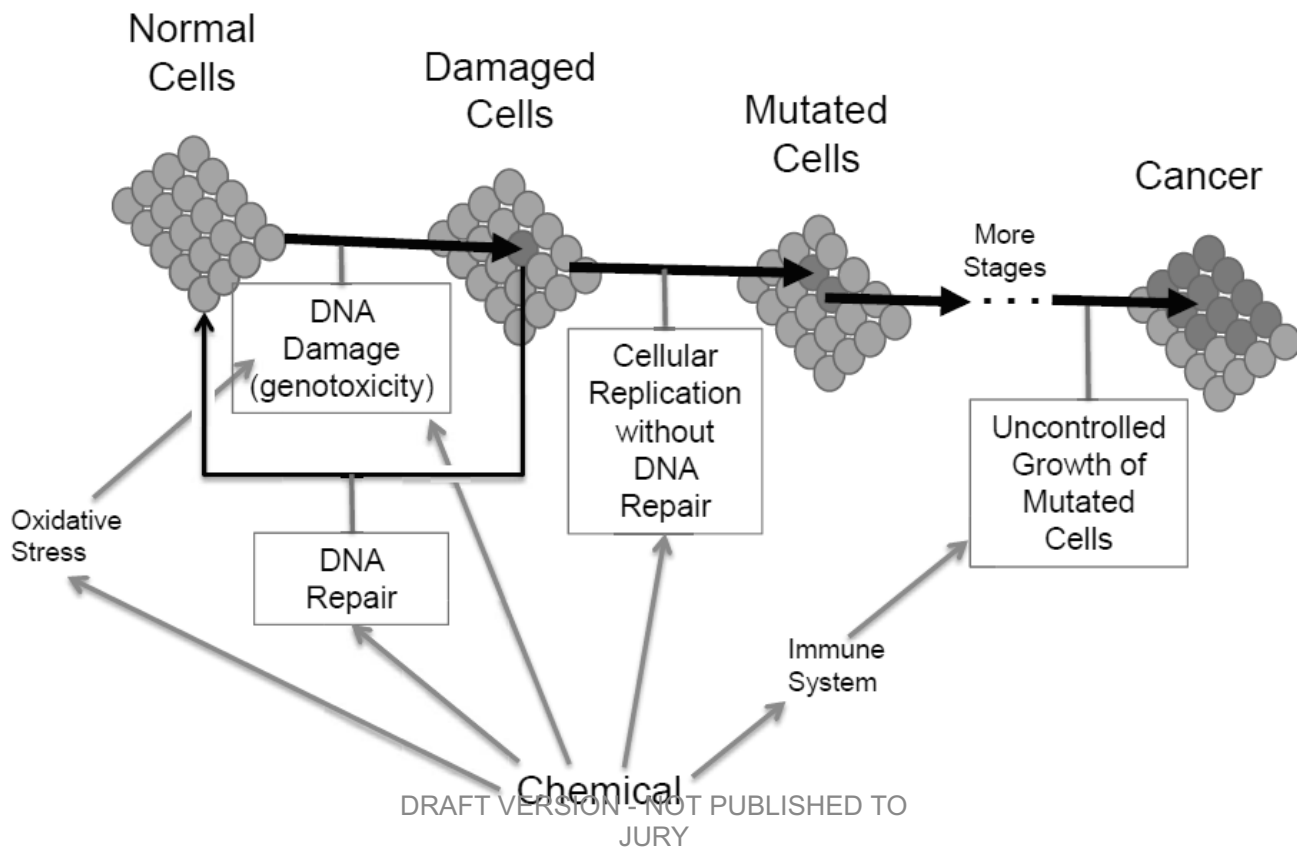 Normal
Cells
Damaged
Cells
Mutated
Cells
Cancer
More
Stages
DNA
Damage
(genotoxicity)
Cellular
Replication
without
DNA
Repair
Uncontrolled
Growth of
Mutated
Cells
Oxidative
Stress
DNA
Repair
Immune
System
Chemical
DRAFT VERSION - NOT PUBLISHED TO
JURY